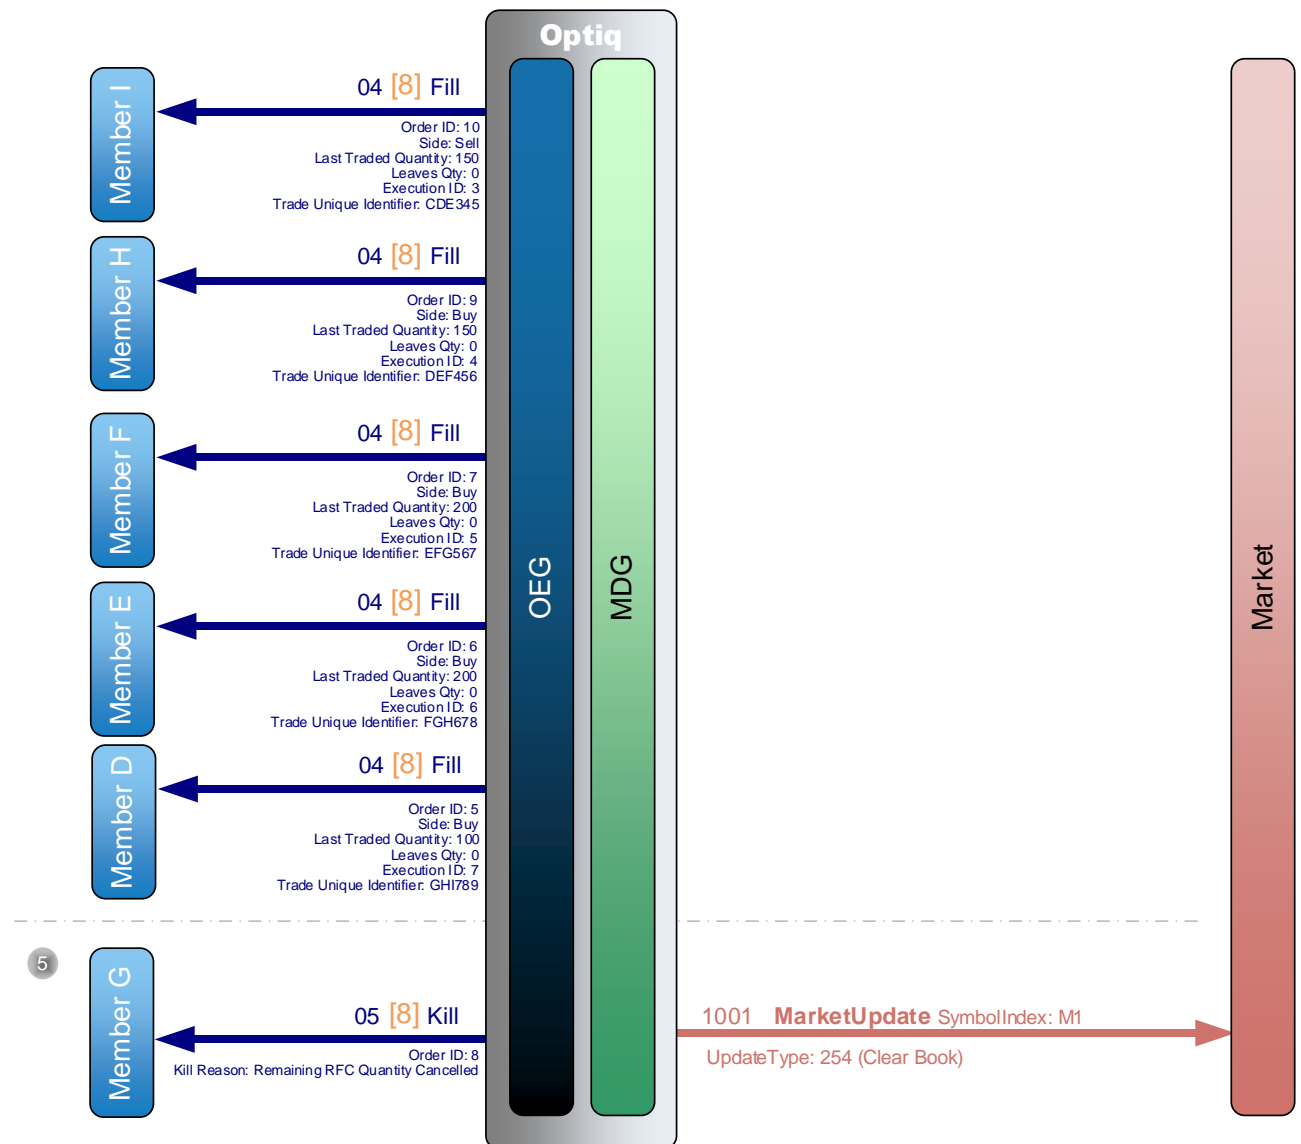 Optiq
Member I
04 [8] Fill
Order ID: 10
Side: Sell
Last Traded Quantity: 150
Leaves Qty: 0
Execution ID: 3
Trade Unique Identifier: CDE345
Member H
04 [8] Fill
Order ID: 9
Side: Buy
Last Traded Quantity: 150
Leaves Qty: 0
Execution ID: 4
Trade Unique Identifier: DEF456
Member F
04 [8] Fill
Order ID: 7
Side: Buy
Last Traded Quantity: 200
Leaves Qty: 0
Execution ID: 5
Trade Unique Identifier: EFG567
Member E
04 [8] Fill
Order ID: 6
Side: Buy
Last Traded Quantity: 200
Leaves Qty: 0
Execution ID: 6
Trade Unique Identifier: FGH678
Member D
04 [8] Fill
Order ID: 5
Side: Buy
Last Traded Quantity: 100
Leaves Qty: 0
Execution ID: 7
Trade Unique Identifier: GHI789
OEG
MDG
Market
5
Member G
05 [8] Kill
Order ID: 8
Kill Reason: Remaining RFC Quantity Cancelled
1001 MarketUpdate SymbolIndex: M1
UpdateType: 254 (Clear Book)